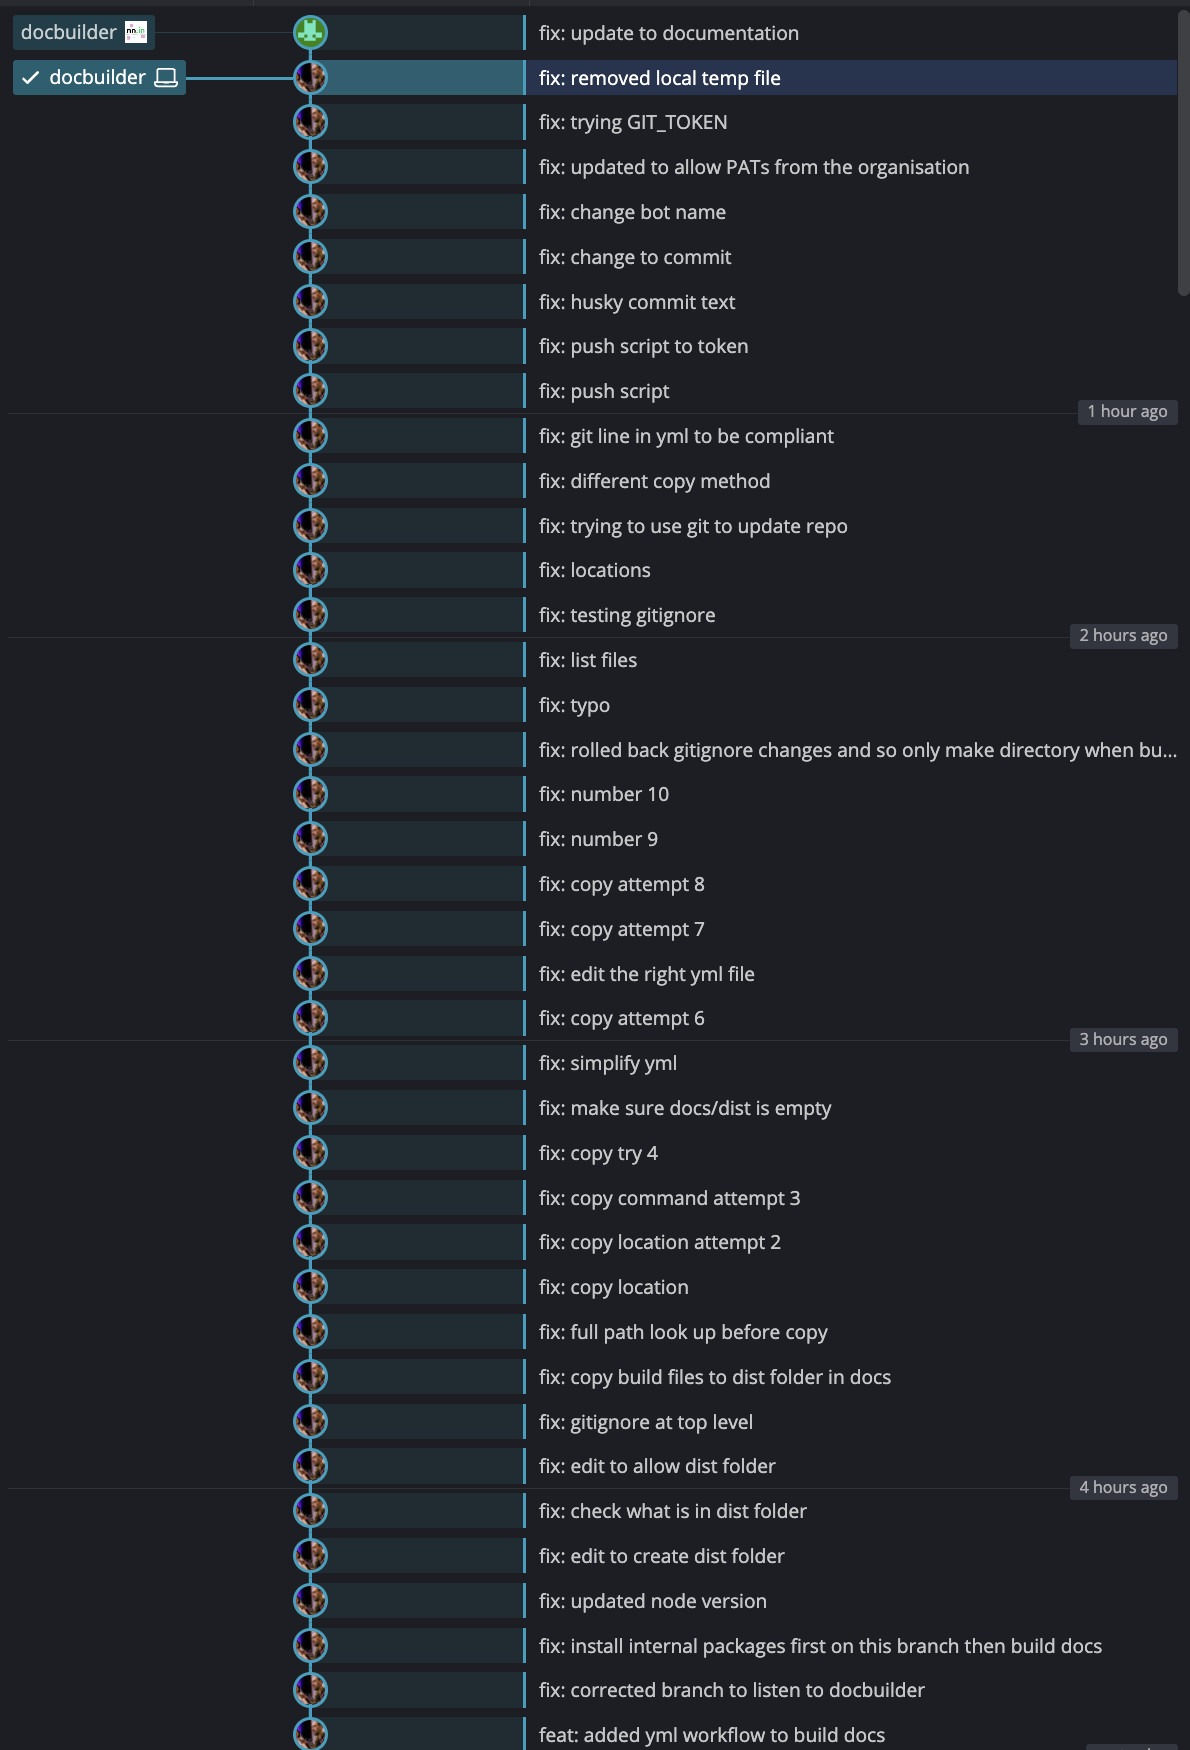 docbuilder
fix: update to documentation
docbuilder
fix: removed local temp file
fix: trying GIT_TOKEN
fix: updated to allow PATs from the organisation
fix: change bot name
fix: change to commit
fix: husky commit text
fix: push script to token
fix: push script
1 hour ago
fix: git line in yml to be compliant
fix: different copy method
fix: trying to use git to update repo
fix: locations
fix: testing gitignore
2 hours ago
fix: list files
fix: typo
fix: rolled back gitignore changes and so only make directory when bu...
fix: number 10
fix: number 9
fix: copy attempt 8
fix: copy attempt 7
fix: edit the right yml file
fix: copy attempt 6
3 hours ago
fix: simplify yml
fix: make sure docs/dist is empty
fix: copy try 4
fix: copy command attempt 3
fix: copy location attempt 2
fix: copy location
fix: full path look up before copy
fix: copy build files to dist folder in docs
fix: gitignore at top level
fix: edit to allow dist folder
4 hours ago
fix: check what is in dist folder
fix: edit to create dist folder
fix: updated node version
fix: install internal packages first on this branch then build docs
fix: corrected branch to listen to docbuilder
feat: added yml workflow to build docs